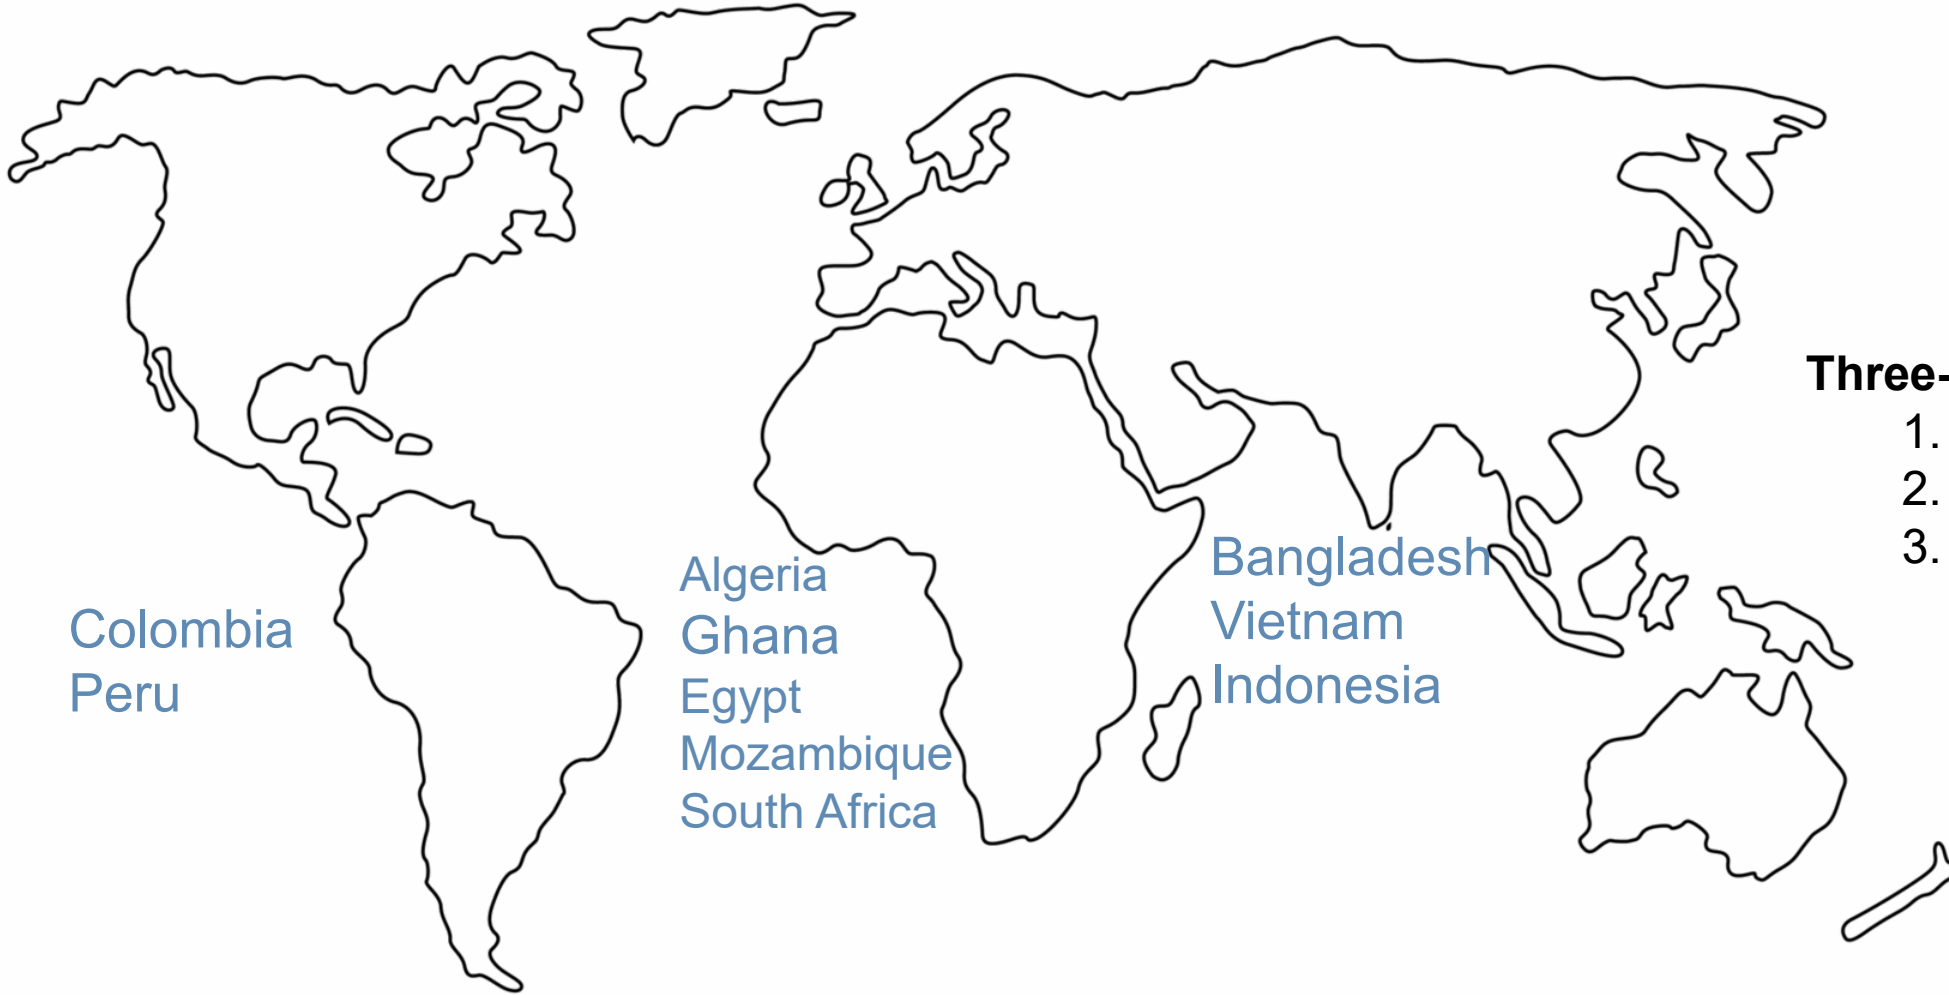 Colombia
Peru
Algeria
Ghana
Egypt
Mozambique
South Africa
Bangladesh
Vietnam
Indonesia
Three-
1.
2.
3.